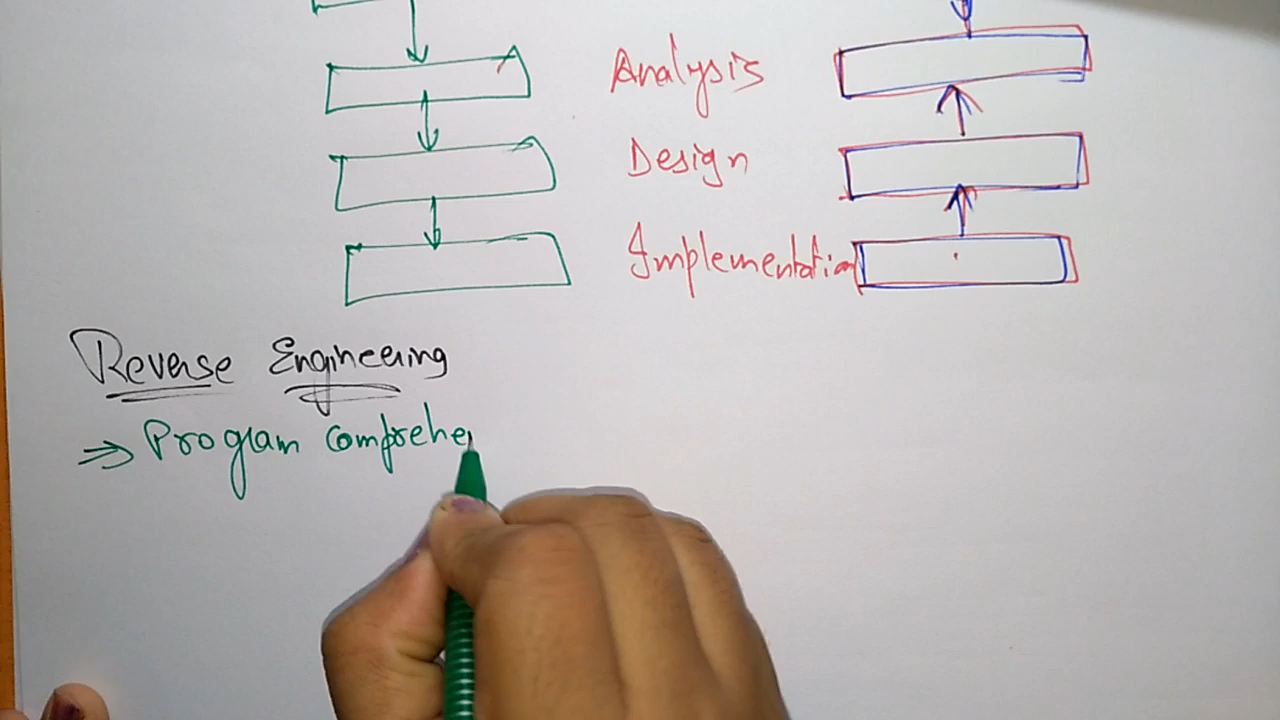 Analysis
Design
Implementation
Reverse Engineering
⇒ Program Comprehe